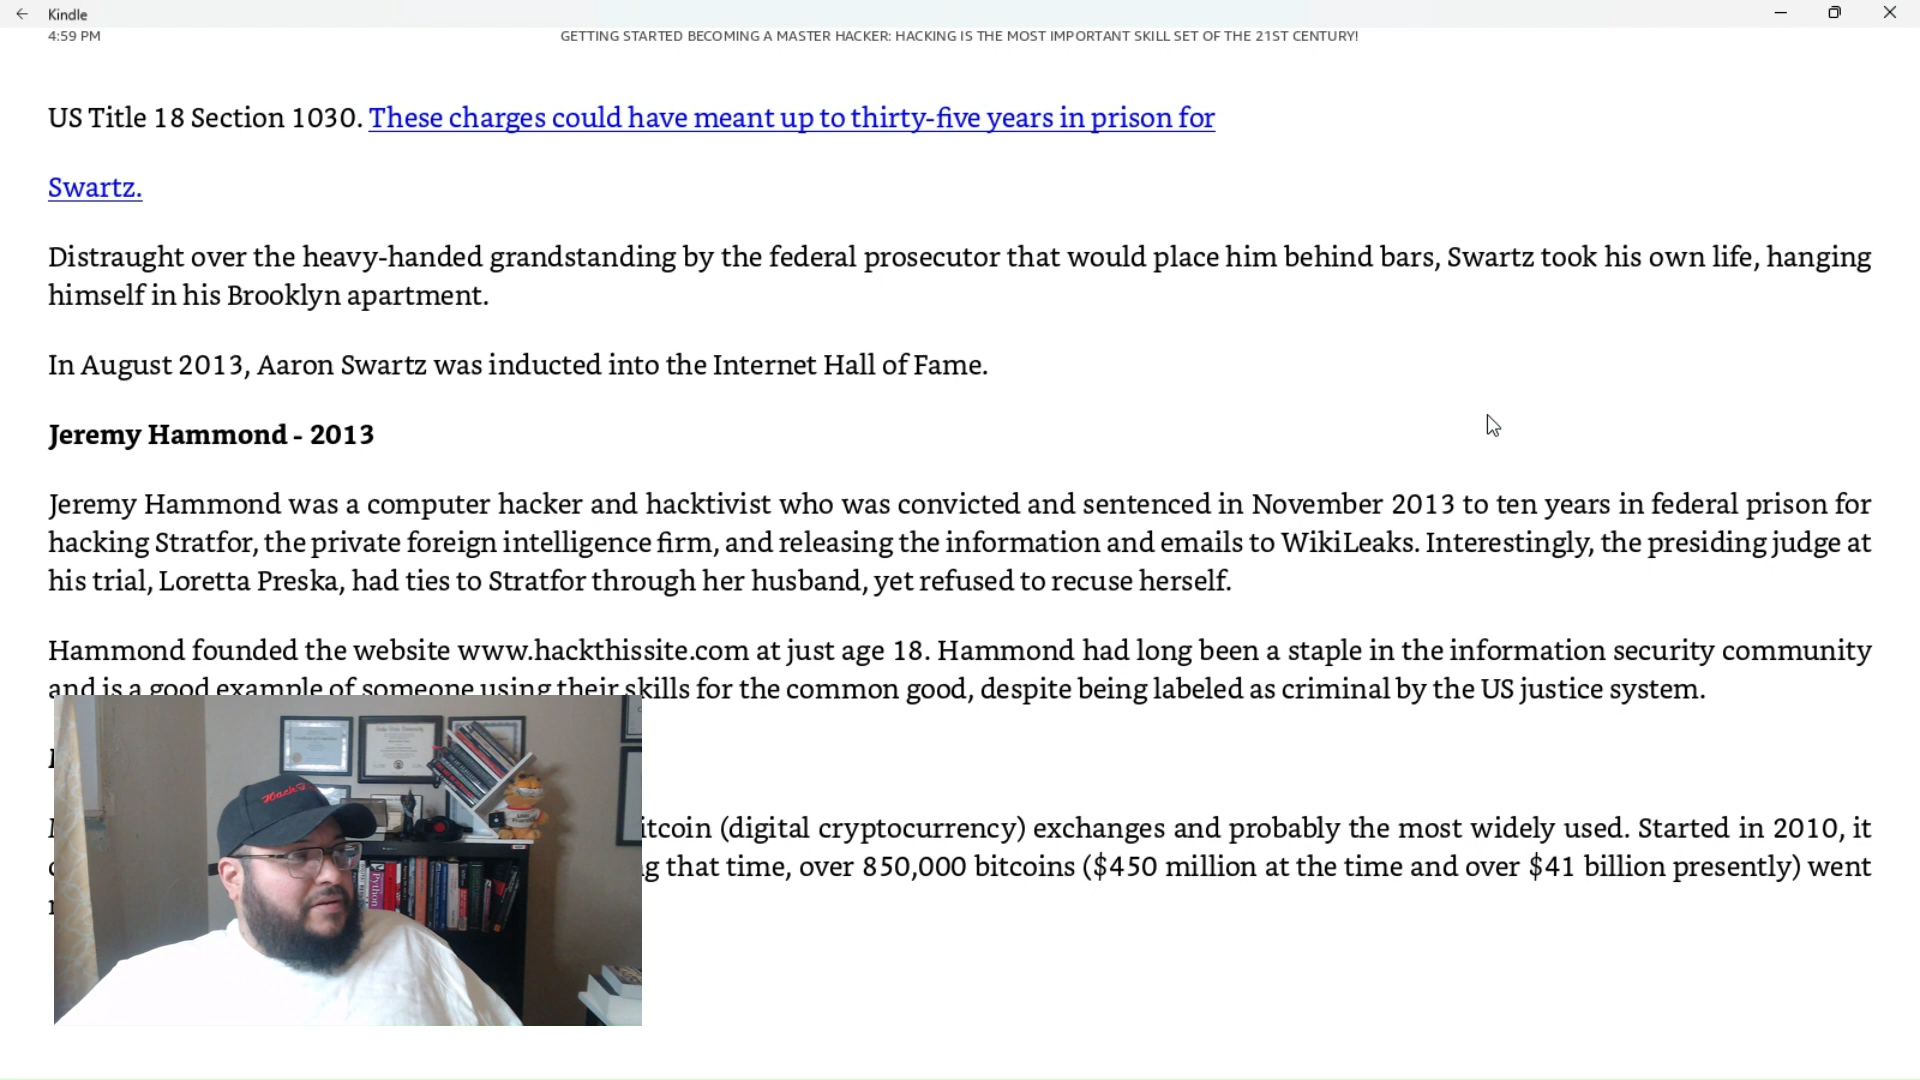 Kindle
4:59 PM
GETTING STARTED BECOMING A MASTER HACKER: HACKING IS THE MOST IMPORTANT SKILL SET OF THE 21ST CENTURY!
US Title 18 Section 1030. These charges could have meant up to thirty-five years in prison for
Swartz.
Distraught over the heavy-handed grandstanding by the federal prosecutor that would place him behind bars, Swartz took his own life, hanging
himself in his Brooklyn apartment.
In August 2013, Aaron Swartz was inducted into the Internet Hall of Fame.
Jeremy Hammond - 2013
Jeremy Hammond was a computer hacker and hacktivist who was convicted and sentenced in November 2013 to ten years in federal prison for
hacking Stratfor, the private foreign intelligence firm, and releasing the information and emails to WikiLeaks. Interestingly, the presiding judge at
his trial, Loretta Preska, had ties to Stratfor through her husband, yet refused to recuse herself.
Hammond founded the website www.hackthissite.com at just age 18. Hammond had long been a staple in the information security community
and is a good example of someone using their skills for the common good, despite being labeled as criminal by the US justice system.
itcoin (digital cryptocurrency) exchanges and probably the most widely used. Started in 2010, it
g that time, over 850,000 bitcoins ($450 million at the time and over $41 billion presently) went
Python